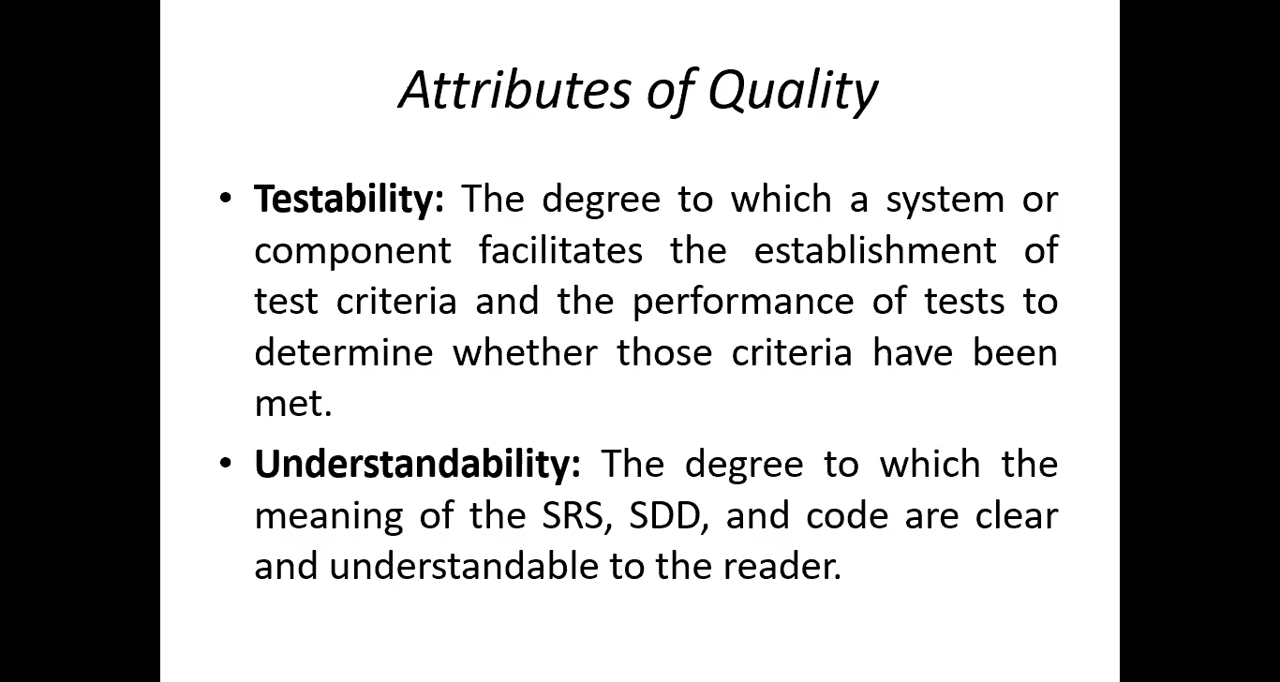 Attributes of Quality
• Testability: The degree to which a system or
component facilitates the establishment of
test criteria and the performance of tests to
determine whether those criteria have been
met.
• Understandability: The degree to which the
meaning of the SRS, SDD, and code are clear
and understandable to the reader.